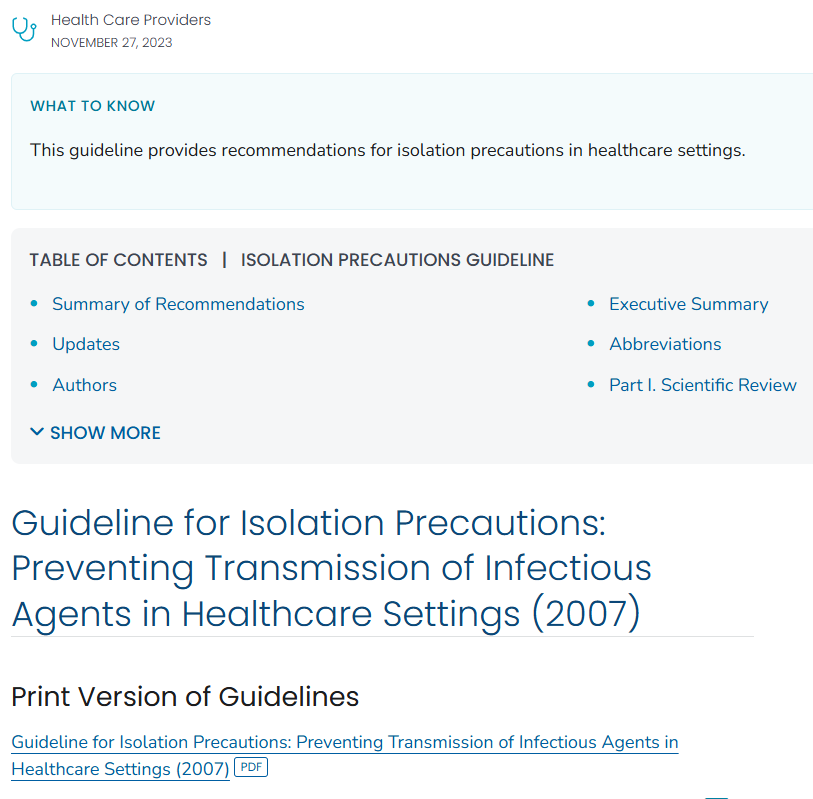 Health Care Providers
NOVEMBER 27, 2023
WHAT TO KNOW
This guideline provides recommendations for isolation precautions in healthcare settings.
TABLE OF CONTENTS | ISOLATION PRECAUTIONS GUIDELINE
Summary of Recommendations
Updates
Authors
Executive Summary
Abbreviations
Part I. Scientific Review
SHOW MORE
Guideline for Isolation Precautions:
Preventing Transmission of Infectious
Agents in Healthcare Settings (2007)
Print Version of Guidelines
Guideline for Isolation Precautions: Preventing Transmission of Infectious Agents in
Healthcare Settings (2007) PDF